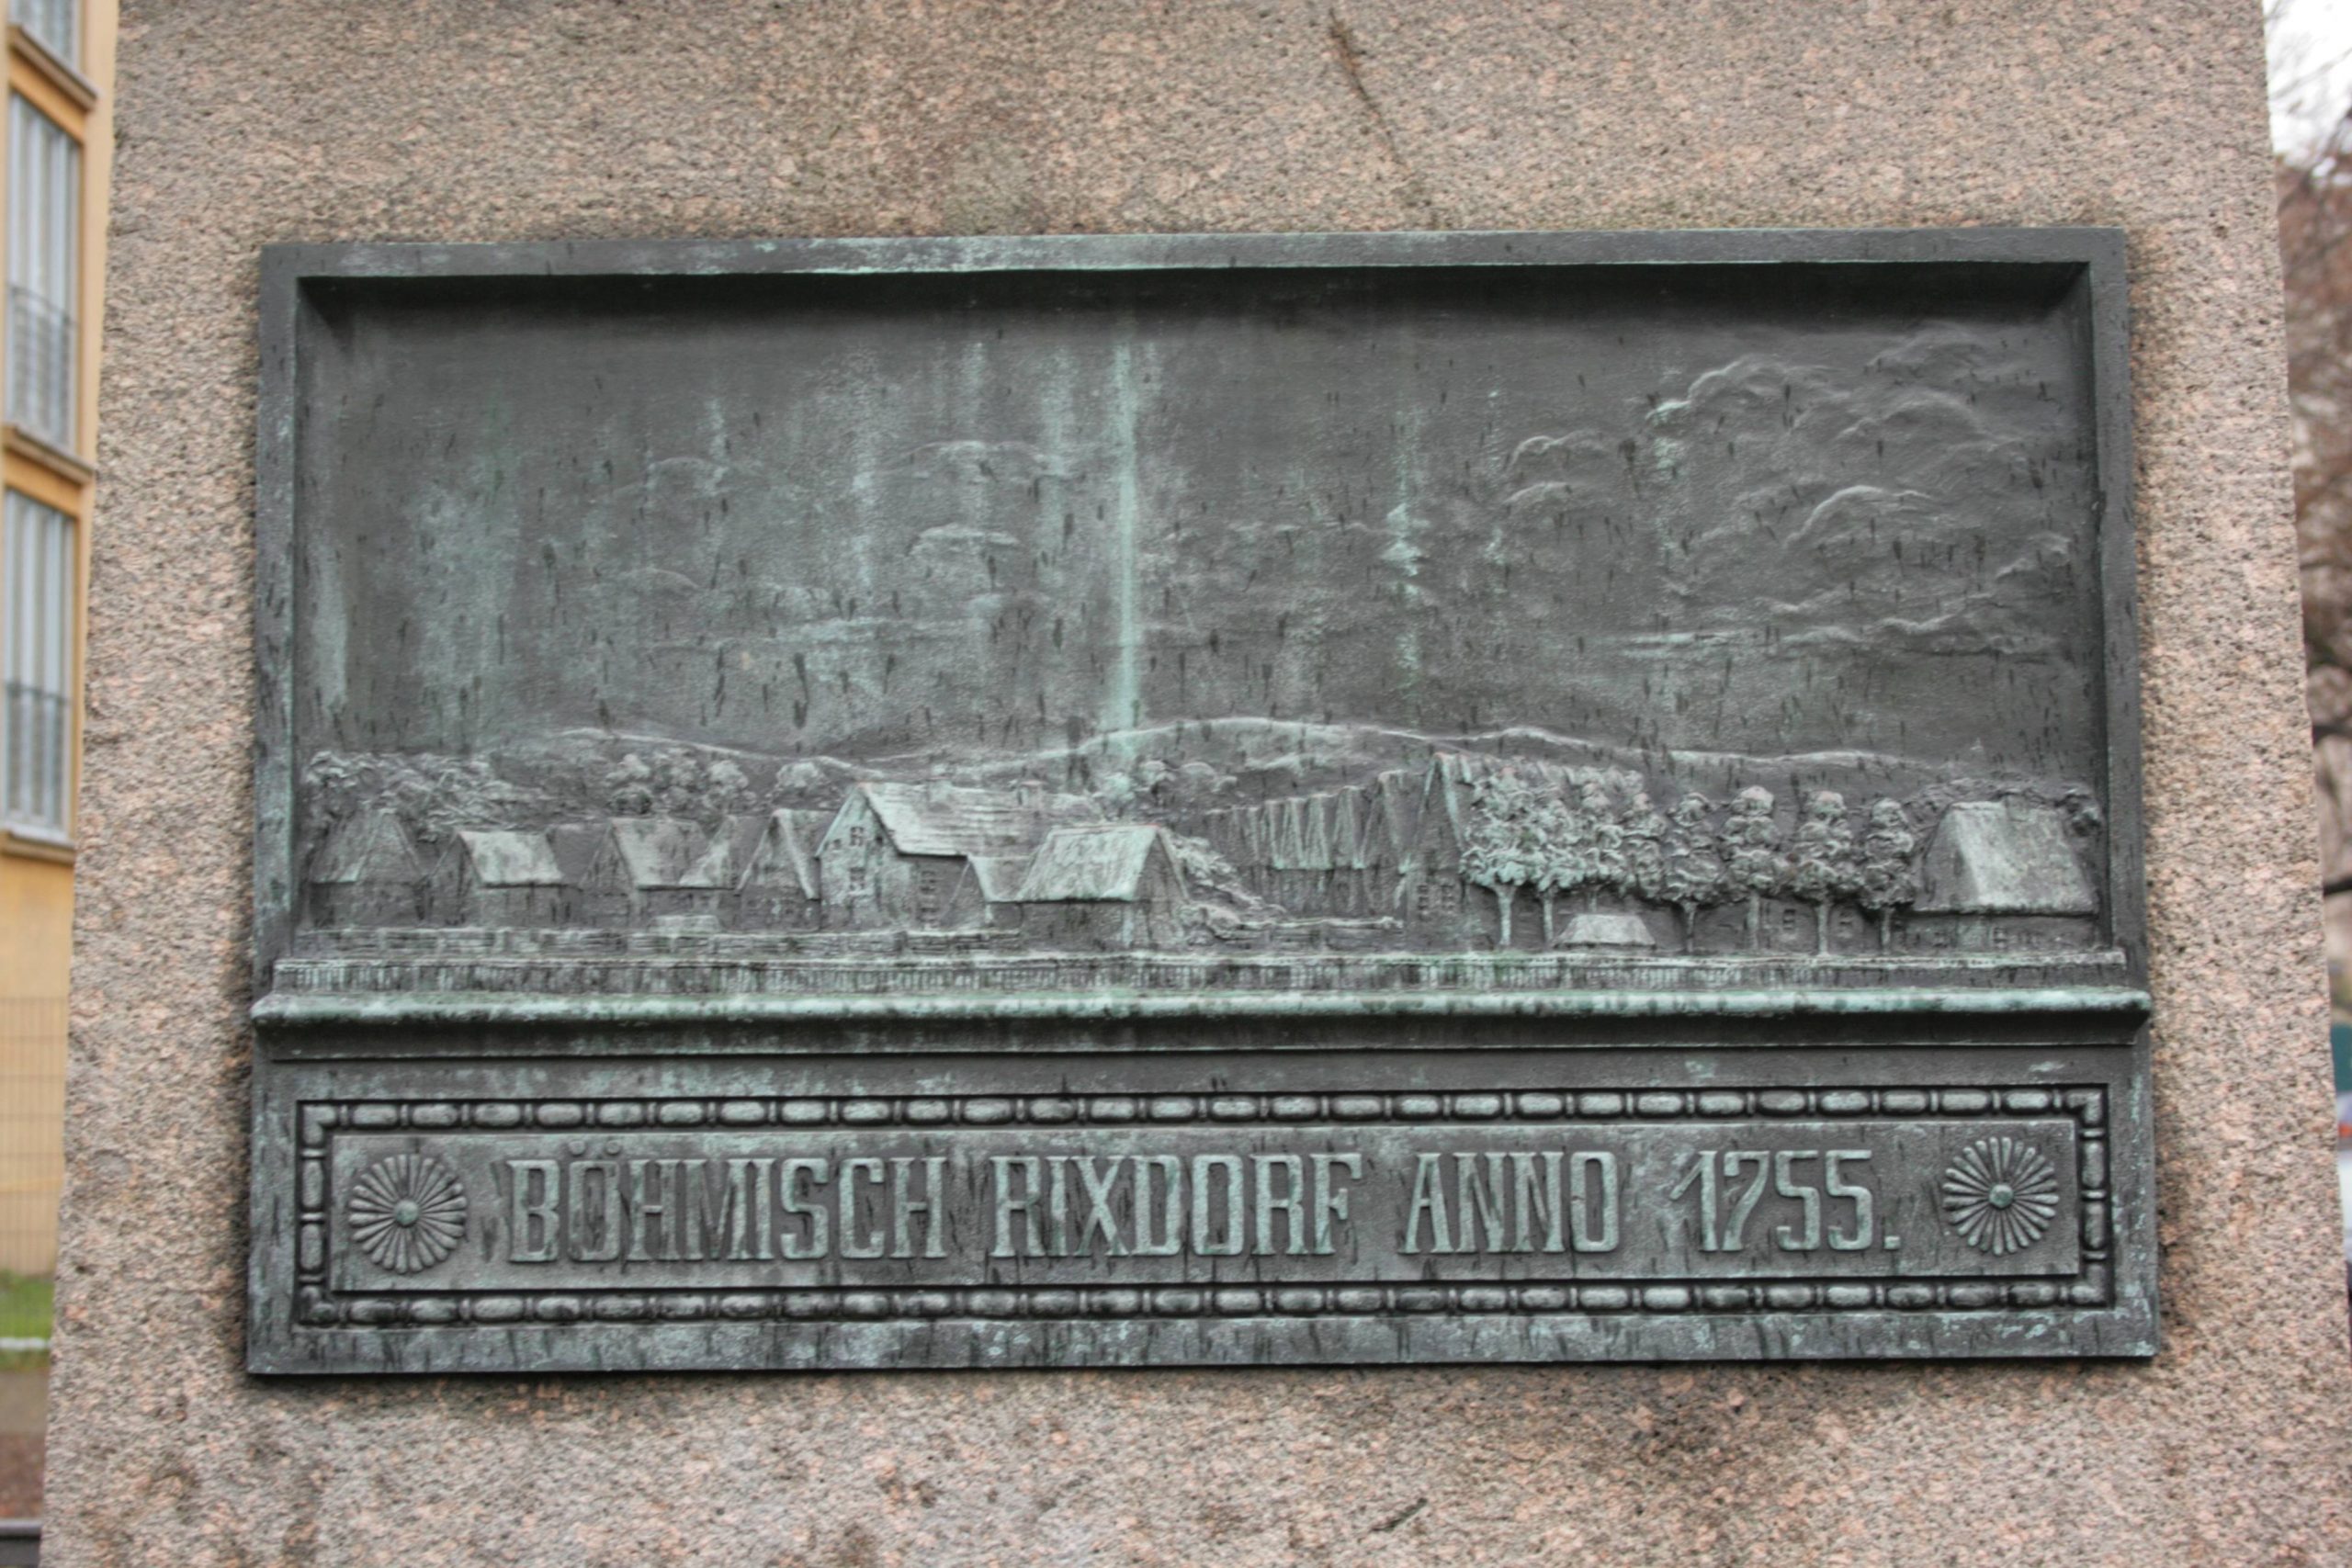 BÖHMISCH RIXDORF ANNO 1755.